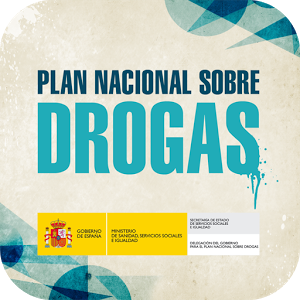 PLAN NACIONAL SOBRE
DROGAS
GOBIERNO
DE ESPAÑA
MINISTERIO
DE SANIDAD, SERVICIOS SOCIALES
E IGUALDAD
SECRETARÍA DE ESTADO
DE SERVICIOS SOCIALES
E IGUALDAD
DELEGACIÓN DEL GOBIERNO
PARA EL PLAN NACIONAL SOBRE DROGAS